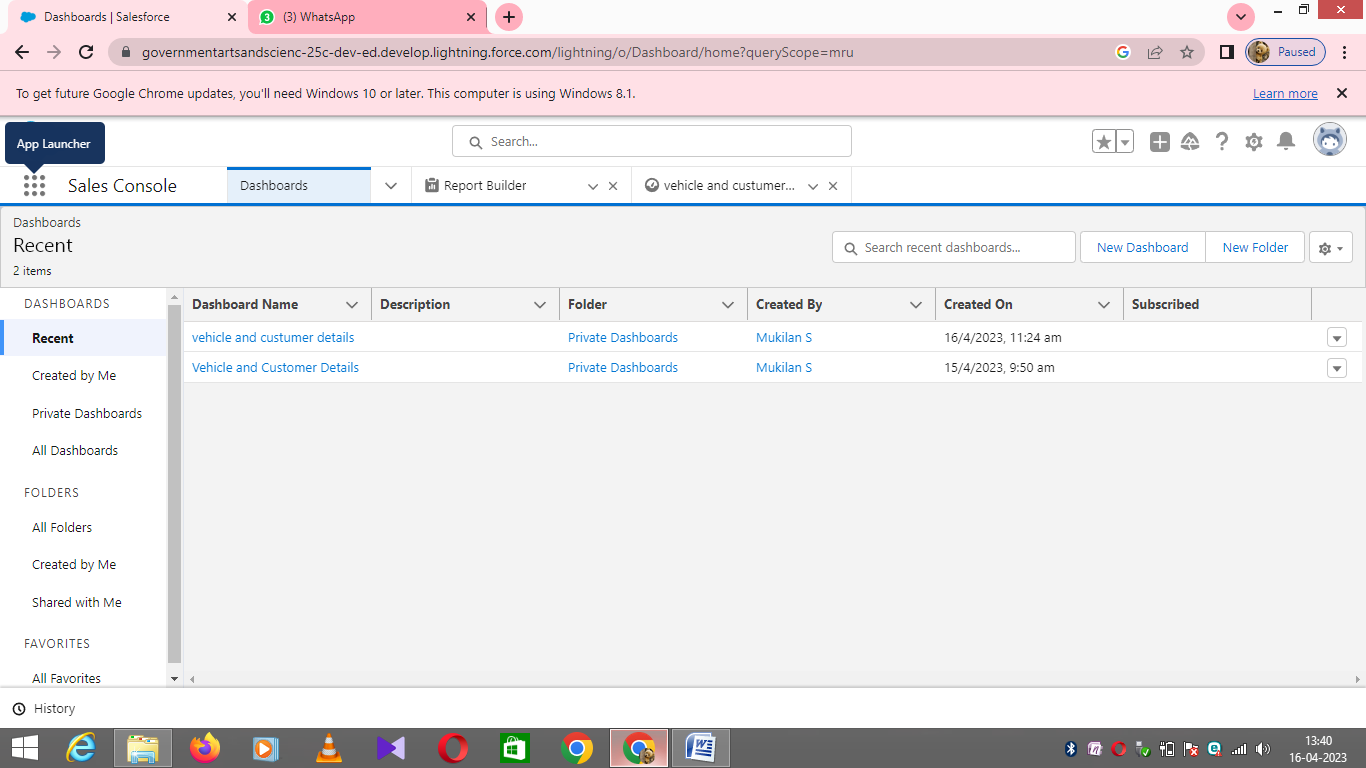 Dashboards | Salesforce
3
(3) WhatsApp
governmentartsandscienc-25c-dev-ed.develop.lightning.force.com/lightning/o/Dashboard/home?queryScope=mru
Paused
To get future Google Chrome updates, you'll need Windows 10 or later. This computer is using Windows 8.1.
Learn more
App Launcher
Search...
Sales Console
Dashboards
Report Builder
vehicle and custumer...
Dashboards
Recent
2 items
Search recent dashboards...
New Dashboard
New Folder
DASHBOARDS
Recent
Created by Me
Private Dashboards
All Dashboards
FOLDERS
All Folders
Created by Me
Shared with Me
FAVORITES
All Favorites
Dashboard Name Description Folder Created By Created On Subscribed
vehicle and custumer details Private Dashboards Mukilan S 16/4/2023, 11:24 am
Vehicle and Customer Details Private Dashboards Mukilan S 15/4/2023, 9:50 am
History
13:40
16-04-2023